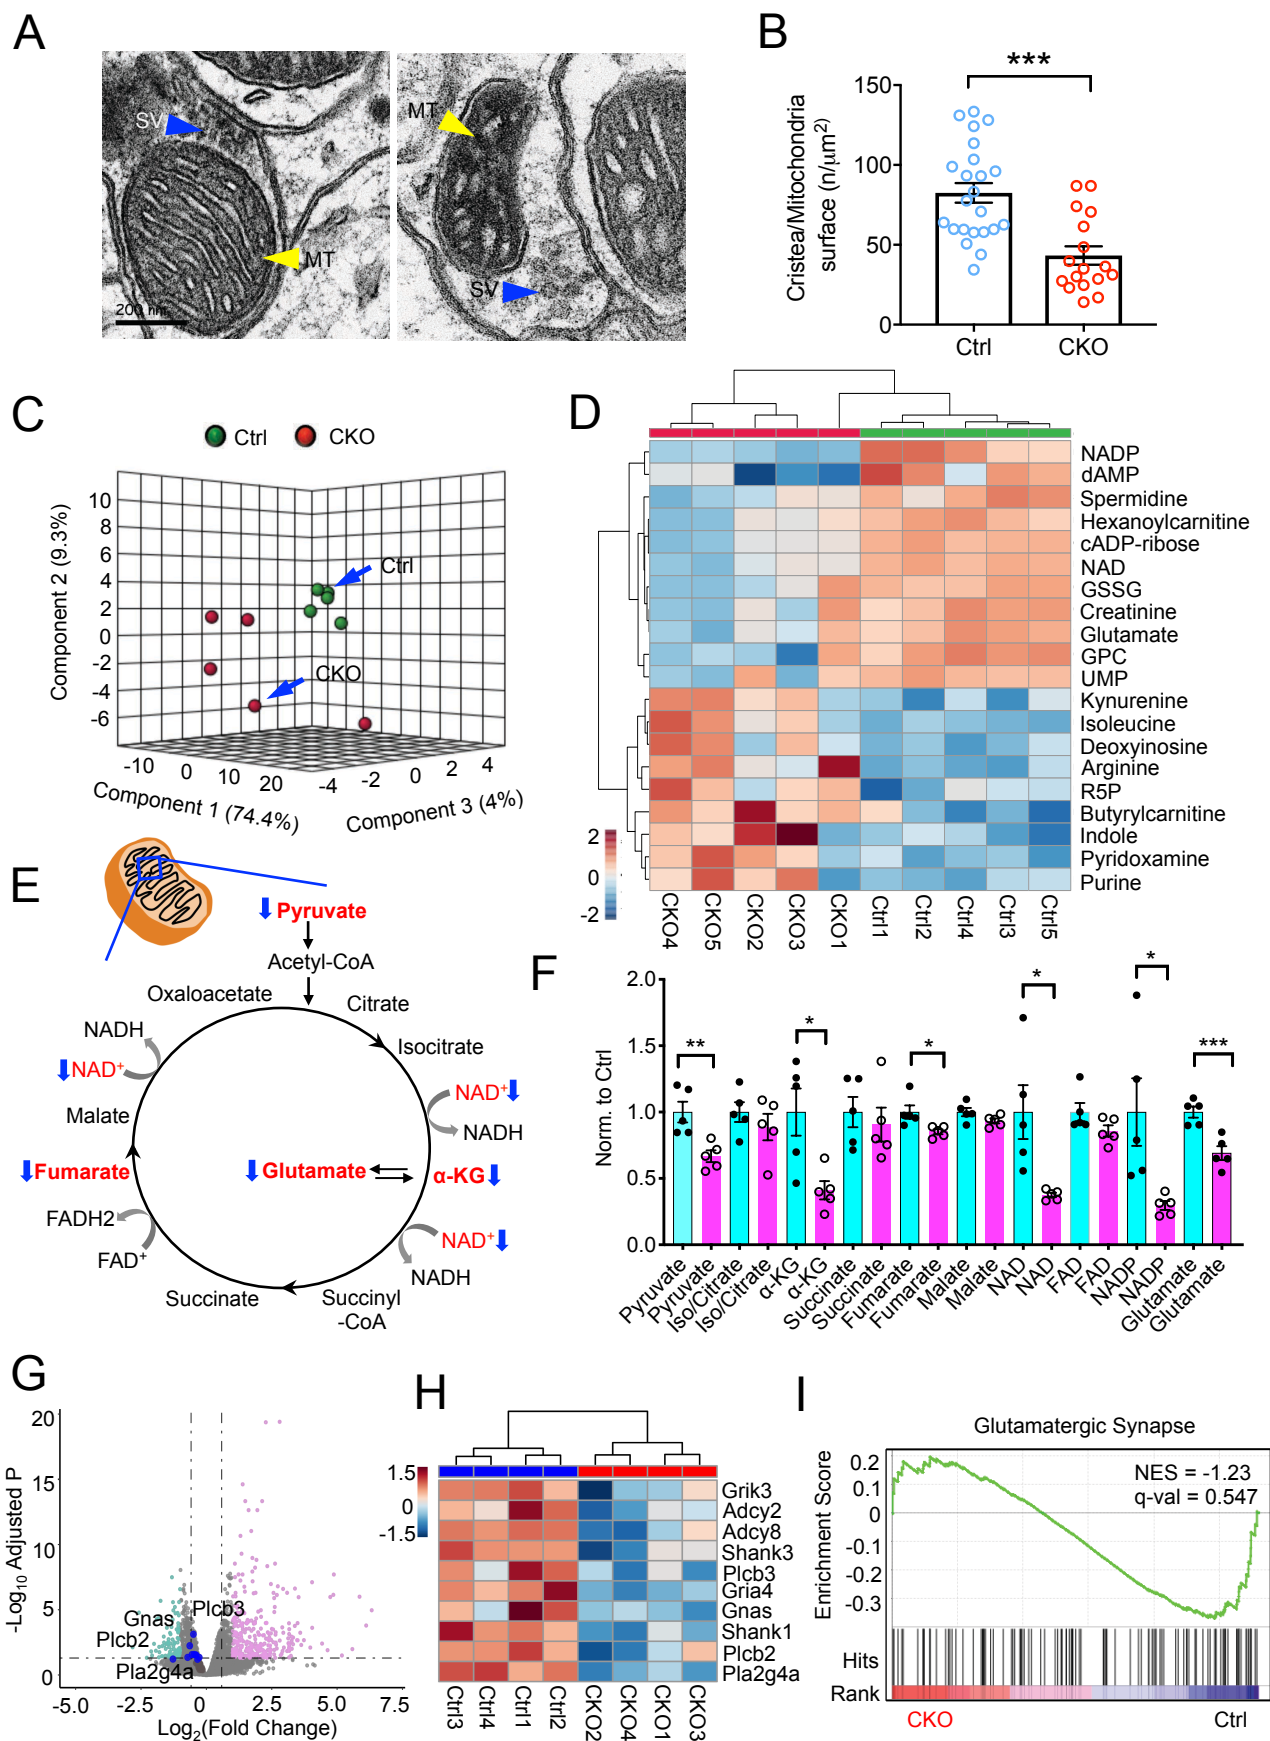 A
SV
MT
200 nm
MT
SV
B
***
Cristea/Mitochondria
surface (n/μm²)
150
100
50
0
Ctrl
CKO
C
Ctrl
CKO
Component 2 (9.3%)
10
8
6
4
2
0
-2
-4
-6
Ctrl
CKO
-10
0
10
20
-4
-2
0
2
4
Component 1 (74.4%)
Component 3 (4%)
D
NADP
dAMP
Spermidine
Hexanoylcarnitine
cADP-ribose
NAD
GSSG
Creatinine
Glutamate
GPC
UMP
Kynurenine
Isoleucine
Deoxyinosine
Arginine
R5P
Butyrylcarnitine
Indole
Pyridoxamine
Purine
2
0
-2
CKO4
CKO5
CKO2
CKO3
CKO1
Ctrl1
Ctrl2
Ctrl4
Ctrl3
Ctrl5
E
Pyruvate
Acetyl-CoA
Oxaloacetate
Citrate
Isocitrate
NADH
NAD⁺
NAD⁺
NADH
Malate
Fumarate
Glutamate
α-KG
FADH2
FAD⁺
NAD⁺
NADH
Succinate
Succinyl
-CoA
F
Norm. to Ctrl
2.0
1.5
1.0
0.5
0.0
**
*
*
*
*
***
Pyruvate
Pyruvate
Iso/Citrate
Iso/Citrate
α-KG
α-KG
Succinate
Succinate
Fumarate
Fumarate
Malate
Malate
NAD
NAD
FAD
FAD
NADP
NADP
Glutamate
Glutamate
G
-Log₁₀ Adjusted P
20
15
10
5
0
Gnas
Plcb3
Plcb2
Pla2g4a
-5.0
-2.5
0
2.5
5.0
7.5
Log₂(Fold Change)
H
1.5
0
-1.5
Grik3
Adcy2
Adcy8
Shank3
Plcb3
Gria4
Gnas
Shank1
Plcb2
Pla2g4a
Ctrl3
Ctrl4
Ctrl1
Ctrl2
CKO2
CKO4
CKO1
CKO3
I
Glutamatergic Synapse
NES = -1.23
q-val = 0.547
Enrichment Score
0.2
0.1
0
-0.1
-0.2
-0.3
Hits
Rank
CKO
Ctrl